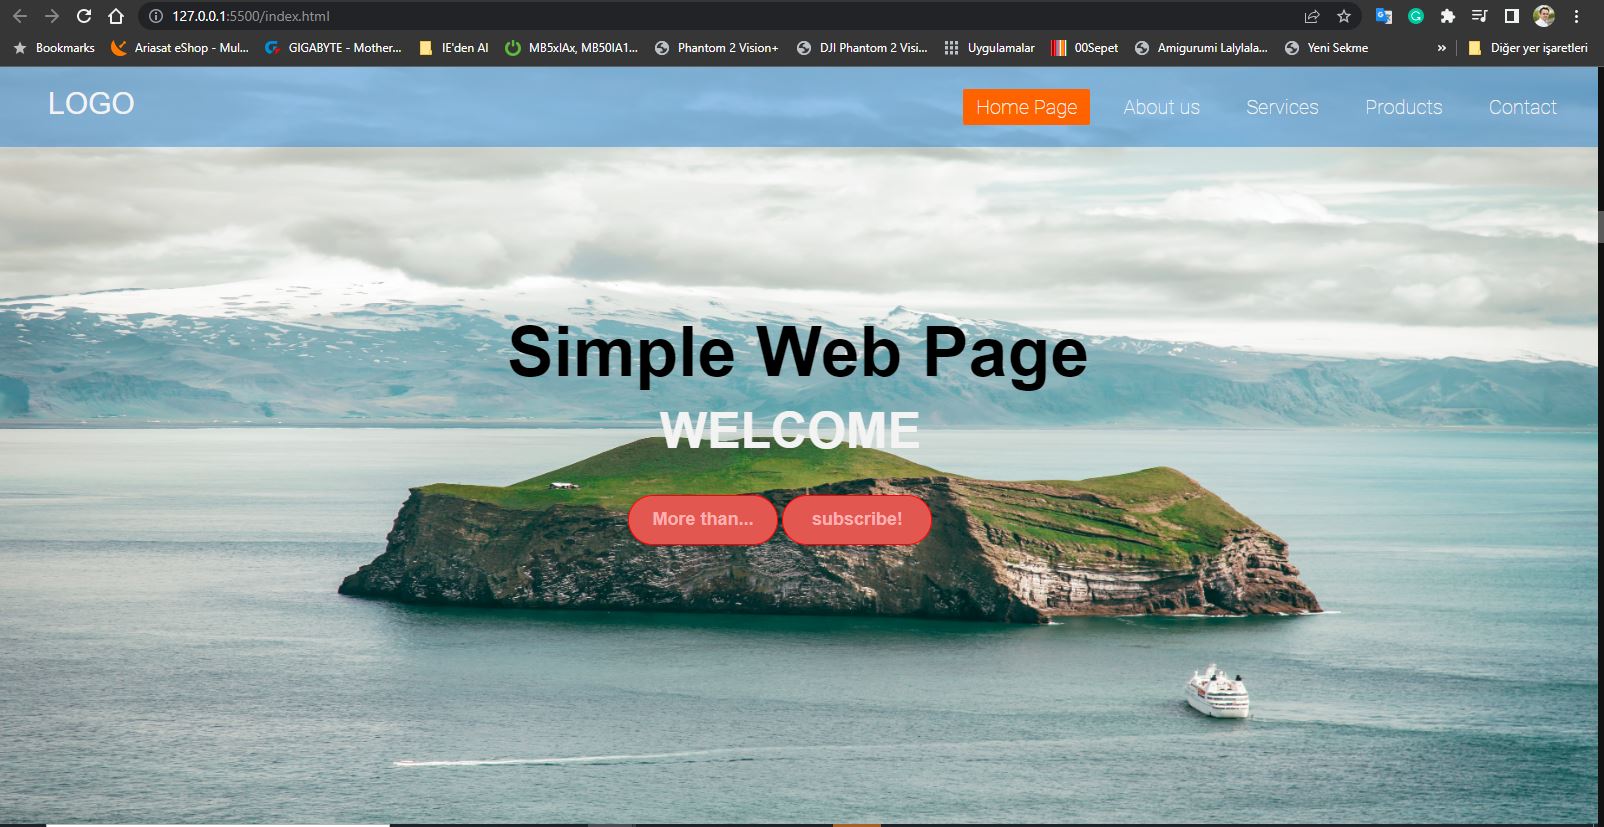 127.0.0.1:5500/index.html
Bookmarks Ariasat eShop - Mul... GIGABYTE - Mother... IE'den Al MB5xIAx, MB50IA1... Phantom 2 Vision+ DJI Phantom 2 Visi... Uygulamalar 00Sepet Amigurumi Lalylala... Yeni Sekme » Diğer yer işaretleri
LOGO Home Page About us Services Products Contact
Simple Web Page
WELCOME
More than... subscribe!